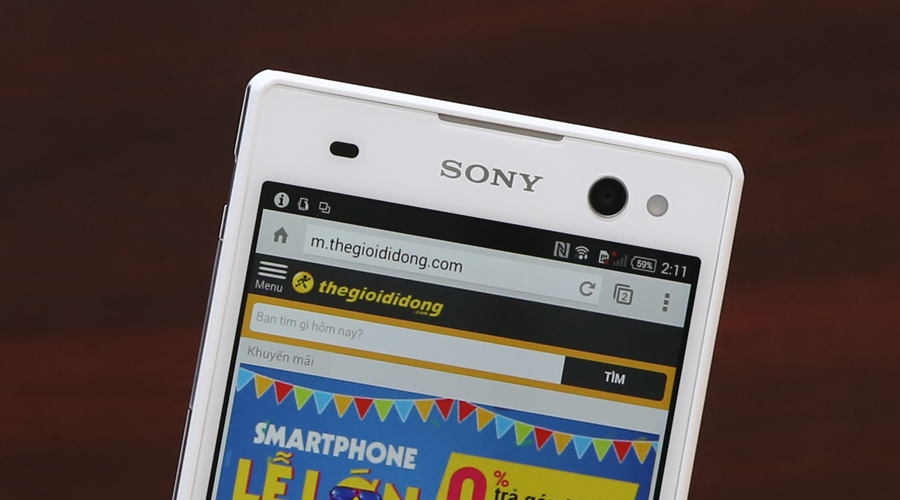 SONY
59% 2:11
m.thegioididong.com
2
Menu
thegioididong
.com
Bạn tìm gì hôm nay?
TÌM
Khuyến mãi
SMARTPHONE
LỄ LỚN
0%
trả góp